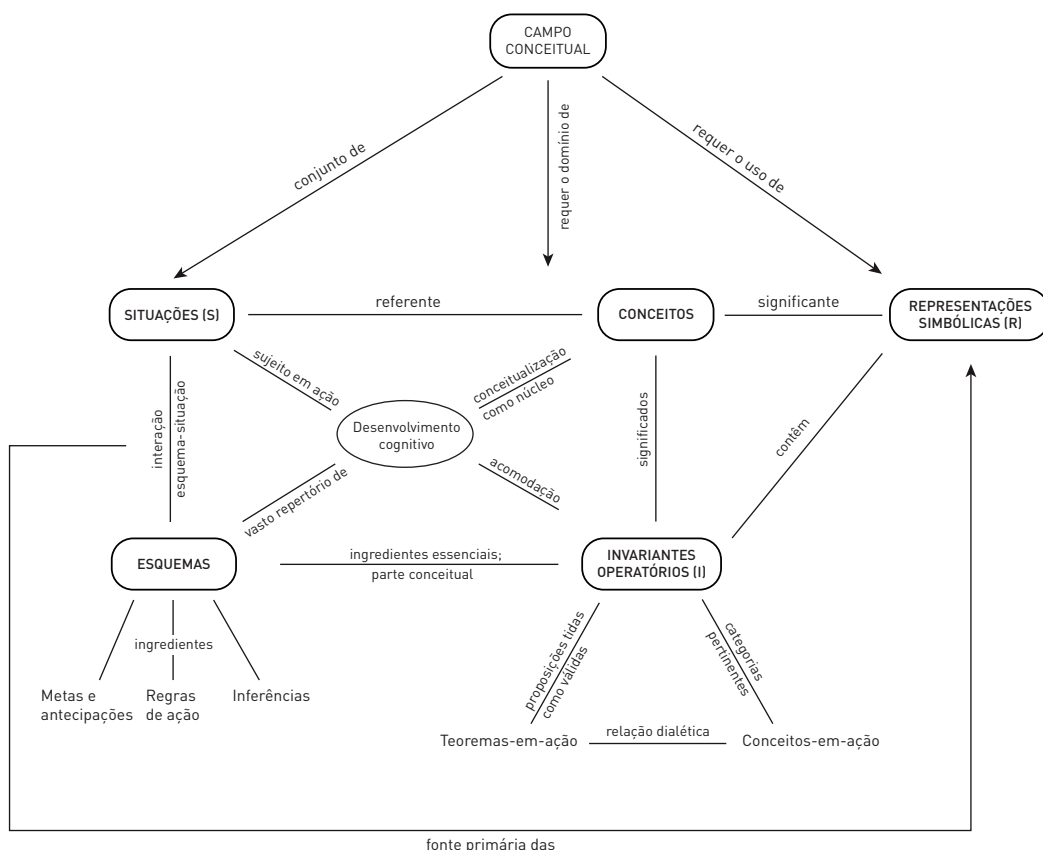 CAMPO
CONCEITUAL
conjunto de
requer o domínio de
requer o uso de
SITUAÇÕES (S)
referente
CONCEITOS
significante
REPRESENTAÇÕES
SIMBÓLICAS (R)
sujeito em ação
conceitualização
como núcleo
interação
esquema-situação
Desenvolvimento
cognitivo
significados
contêm
vasto repertório de
acomodação
ESQUEMAS
ingredientes essenciais;
parte conceitual
INVARIANTES
OPERATÓRIOS (I)
ingredientes
proposições tidas
como válidas
categorias
pertinentes
Metas e
antecipações
Regras
de ação
Inferências
Teoremas-em-ação
relação dialética
Conceitos-em-ação
fonte primária das